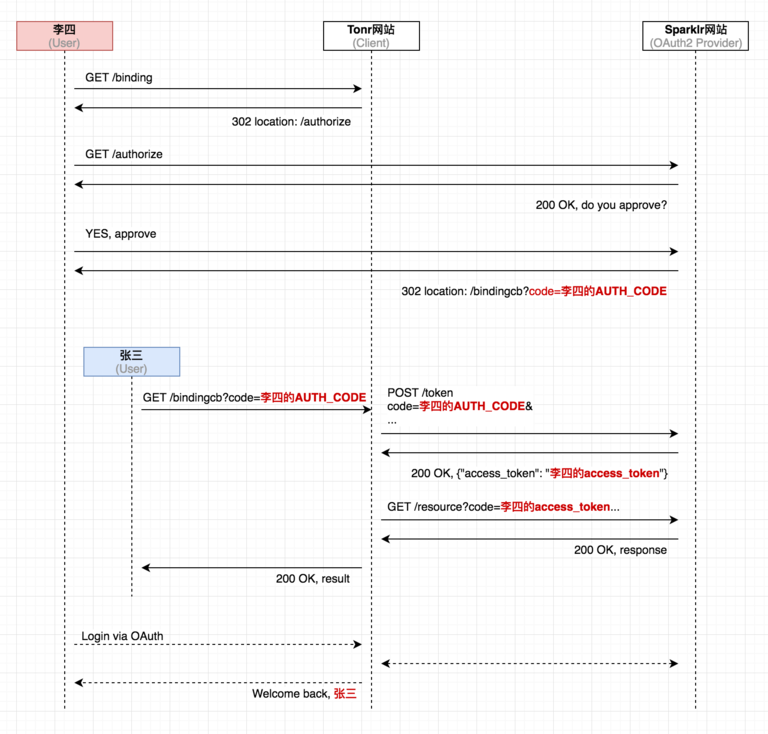 李四
(User)
Tonr网站
(Client)
Sparklr网站
(OAuth2 Provider)
GET /binding
302 location: /authorize
GET /authorize
200 OK, do you approve?
YES, approve
302 location: /bindingcb?code=李四的AUTH_CODE
张三
(User)
GET /bindingcb?code=李四的AUTH_CODE
POST /token
code=李四的AUTH_CODE&
...
200 OK, {"access_token": "李四的access_token"}
GET /resource?code=李四的access_token...
200 OK, response
200 OK, result
Login via OAuth
Welcome back, 张三